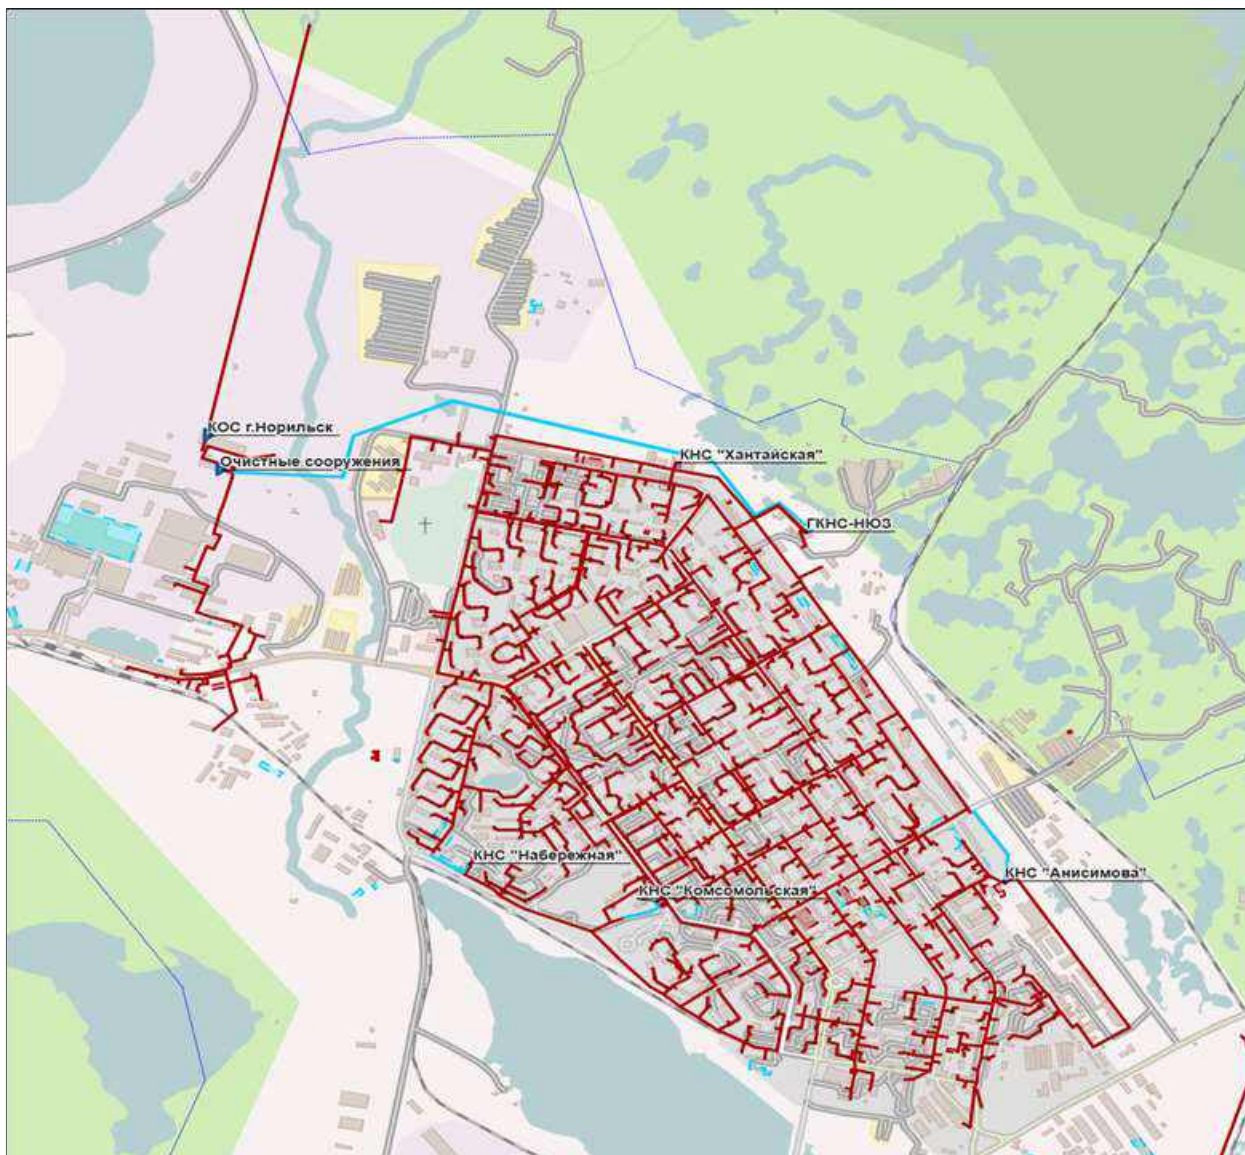 КОС г.Норильск
Очистные сооружения
КНС "Хантайская"
ГКНС-НЮЗ
КНС "Набережная"
КНС "Анисимова"
КНС "Комсомольская"